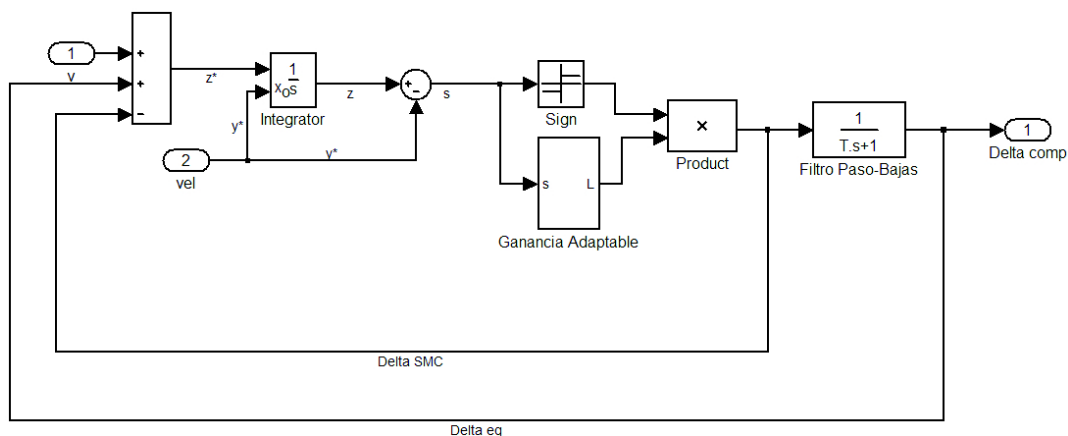 1
v
+
+
−
z*
1
s
xo
Integrator
y*
z
+
−
s
Sign
y*
2
vel
s
L
Ganancia Adaptable
×
Product
1
T.s+1
Filtro Paso-Bajas
1
Delta comp
Delta SMC
Delta eq